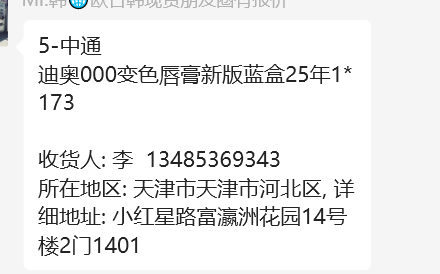 Mr.韩🌐欧日韩现货朋友圈有报价
5-中通
迪奥000变色唇膏新版蓝盒25年1*
173
收货人: 李 13485369343
所在地区: 天津市天津市河北区, 详
细地址: 小红星路富瀛洲花园14号
楼2门1401